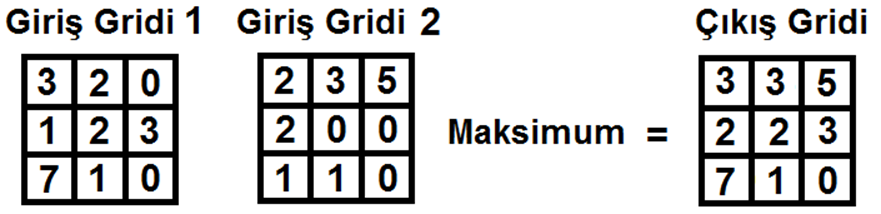 Giriş Gridi 1 Giriş Gridi 2 Çıkış Gridi
3 2 0 2 3 5 3 3 5
1 2 3 2 0 0 Maksimum = 2 2 3
7 1 0 1 1 0 7 1 0